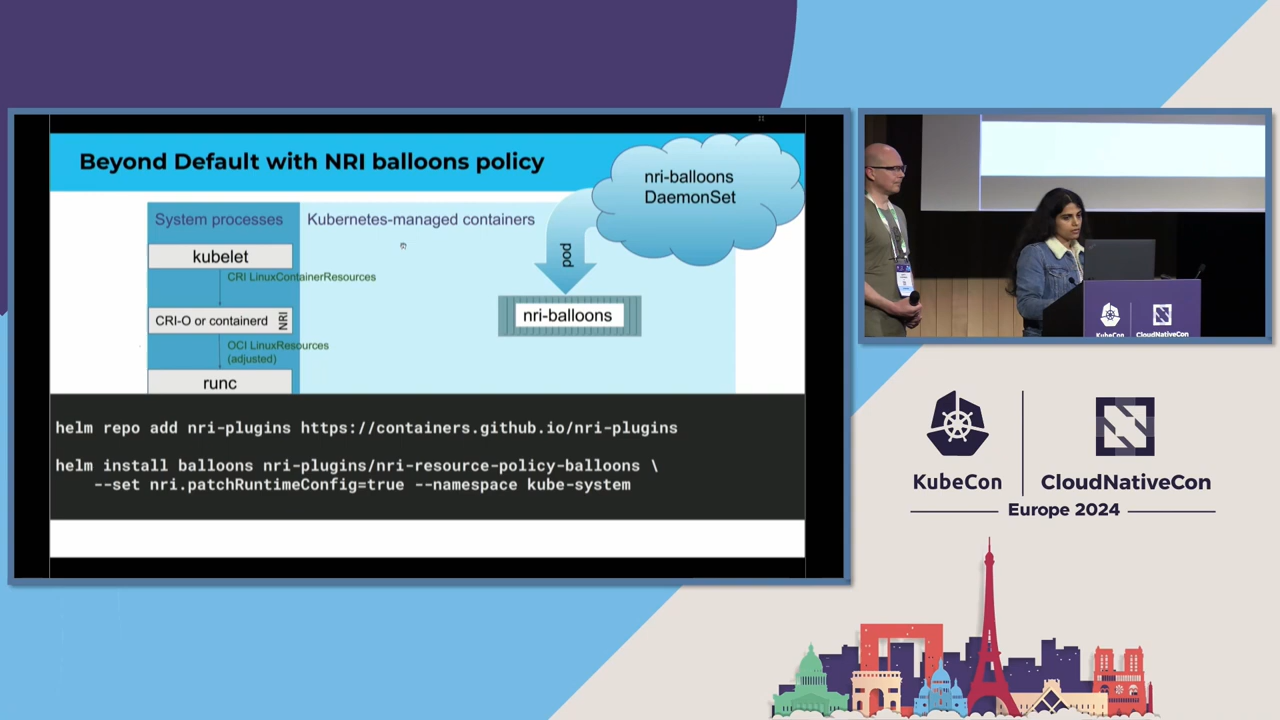 Beyond Default with NRI balloons policy
nri-balloons
DaemonSet
System processes
Kubernetes-managed containers
kubelet
pod
CRI LinuxContainerResources
nri-balloons
CRI-O or containerd
NRI
OCI LinuxResources
(adjusted)
runc
helm repo add nri-plugins https://containers.github.io/nri-plugins
helm install balloons nri-plugins/nri-resource-policy-balloons \
--set nri.patchRuntimeConfig=true --namespace kube-system
KubeCon
CloudNativeCon
KubeCon
CloudNativeCon
Europe 2024